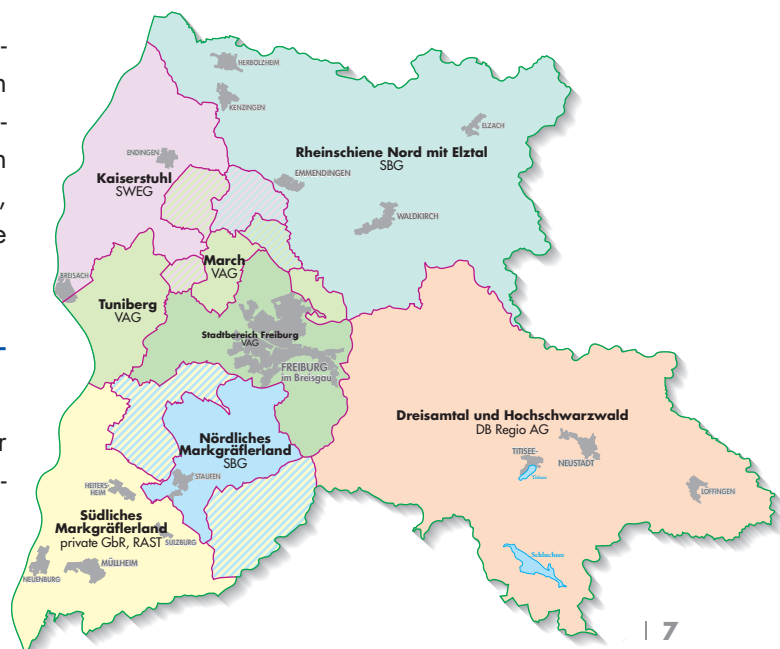 -
n
-
n
,
e
-
r
-
HERBOLZHEIM
KENZINGEN
ELZACH
ENDINGEN
Rheinschiene Nord mit Elztal
SBG
EMMENDINGEN
Kaiserstuhl
SWEG
WALDKIRCH
BREISACH
March
VAG
Tuniberg
VAG
Stadtbereich Freiburg
VAG
FREIBURG
im Breisgau
Dreisamtal und Hochschwarzwald
DB Regio AG
Nördliches
Markgräflerland
SBG
TITISEE-
NEUSTADT
Titisee
STAUFEN
HEITERS-
HEIM
LÖFFINGEN
Südliches
Markgräflerland
private GbR, RAST
SULZBURG
MÜLLHEIM
NEUENBURG
Schluchsee
| 7